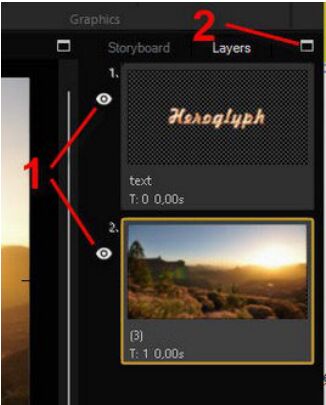 Graphics
2
Storyboard Layers
1.
Heroglyph
1
text
T: 0 0,00s
2.
(3)
T: 1 0,00s